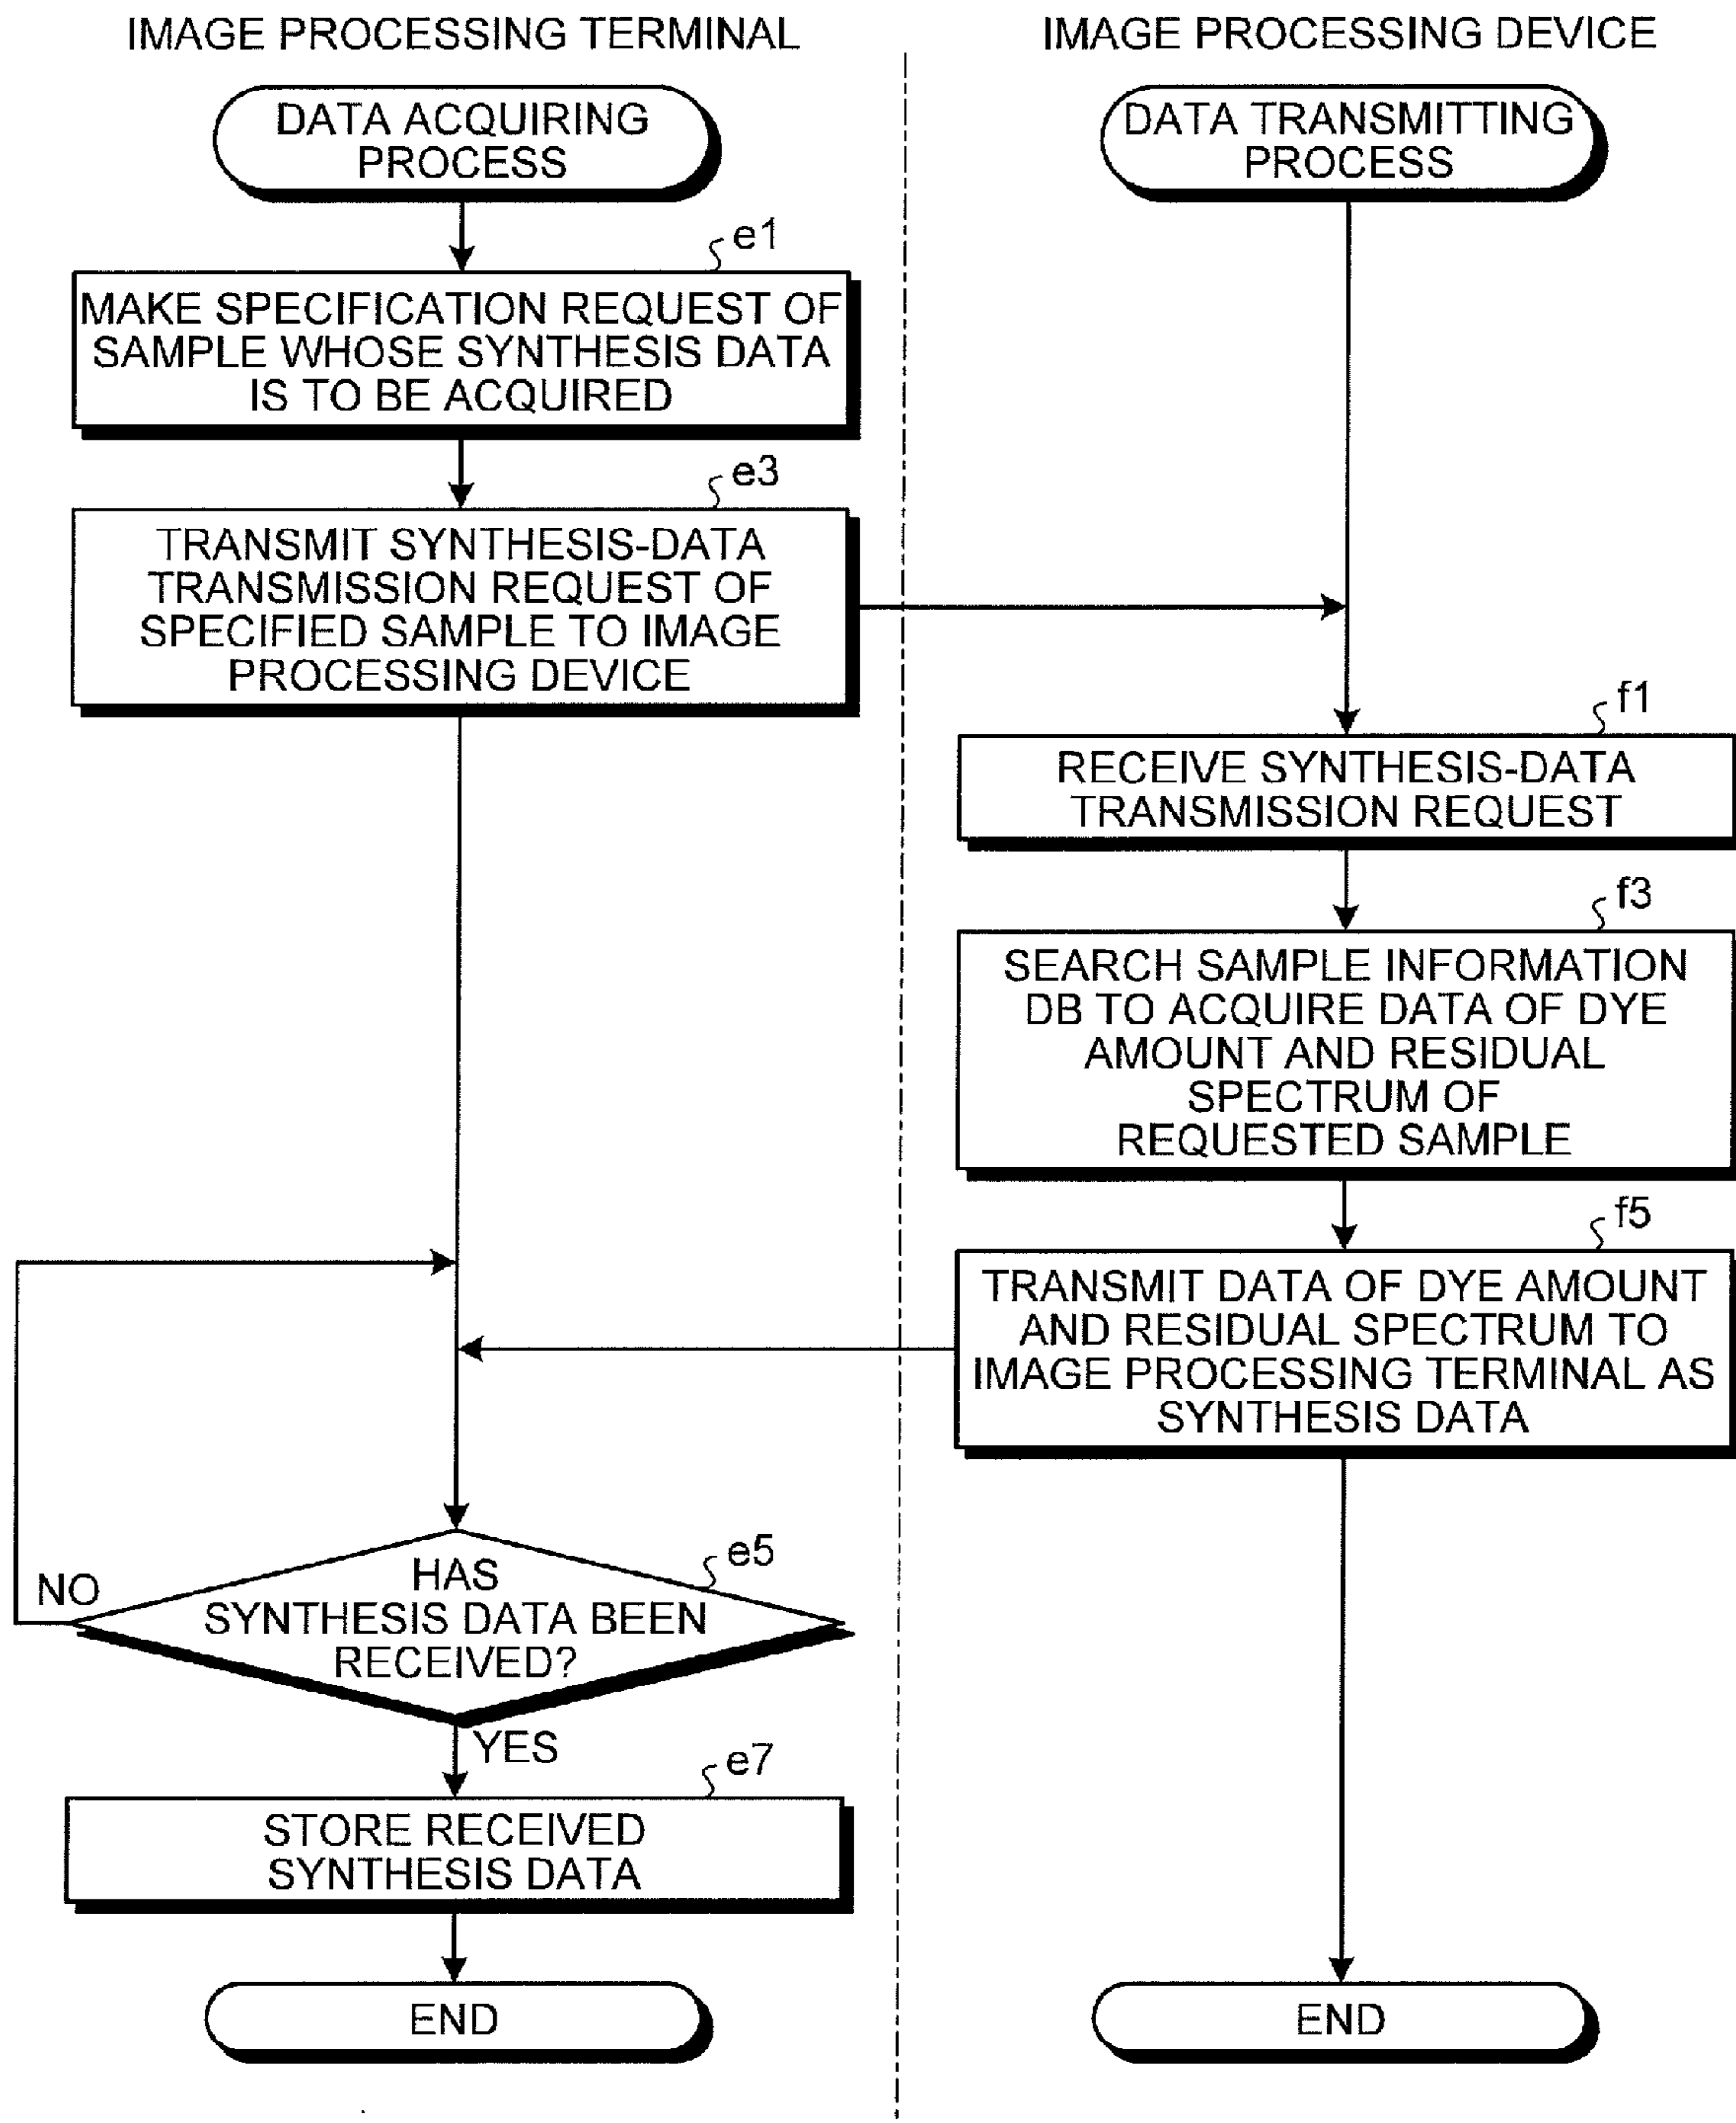 IMAGE PROCESSING TERMINAL
DATA ACQUIRING
PROCESS
e1
MAKE SPECIFICATION REQUEST OF
SAMPLE WHOSE SYNTHESIS DATA
IS TO BE ACQUIRED
e3
TRANSMIT SYNTHESIS-DATA
TRANSMISSION REQUEST OF
SPECIFIED SAMPLE TO IMAGE
PROCESSING DEVICE
e5
HAS
SYNTHESIS DATA BEEN
RECEIVED?
NO
YES
e7
STORE RECEIVED
SYNTHESIS DATA
END
IMAGE PROCESSING DEVICE
DATA TRANSMITTING
PROCESS
f1
RECEIVE SYNTHESIS-DATA
TRANSMISSION REQUEST
f3
SEARCH SAMPLE INFORMATION
DB TO ACQUIRE DATA OF DYE
AMOUNT AND RESIDUAL
SPECTRUM OF
REQUESTED SAMPLE
f5
TRANSMIT DATA OF DYE AMOUNT
AND RESIDUAL SPECTRUM TO
IMAGE PROCESSING TERMINAL AS
SYNTHESIS DATA
END